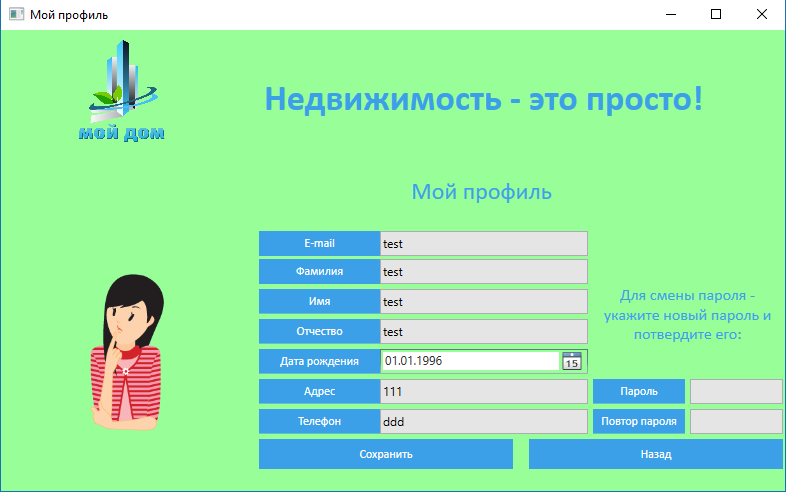 Мой профиль
мой дом
Недвижимость - это просто!
Мой профиль
E-mail
test
Фамилия
test
Имя
test
Отчество
test
Дата рождения
01.01.1996
15
Адрес
111
Телефон
ddd
Для смены пароля -
укажите новый пароль и
потвердите его:
Пароль
Повтор пароля
Сохранить
Назад